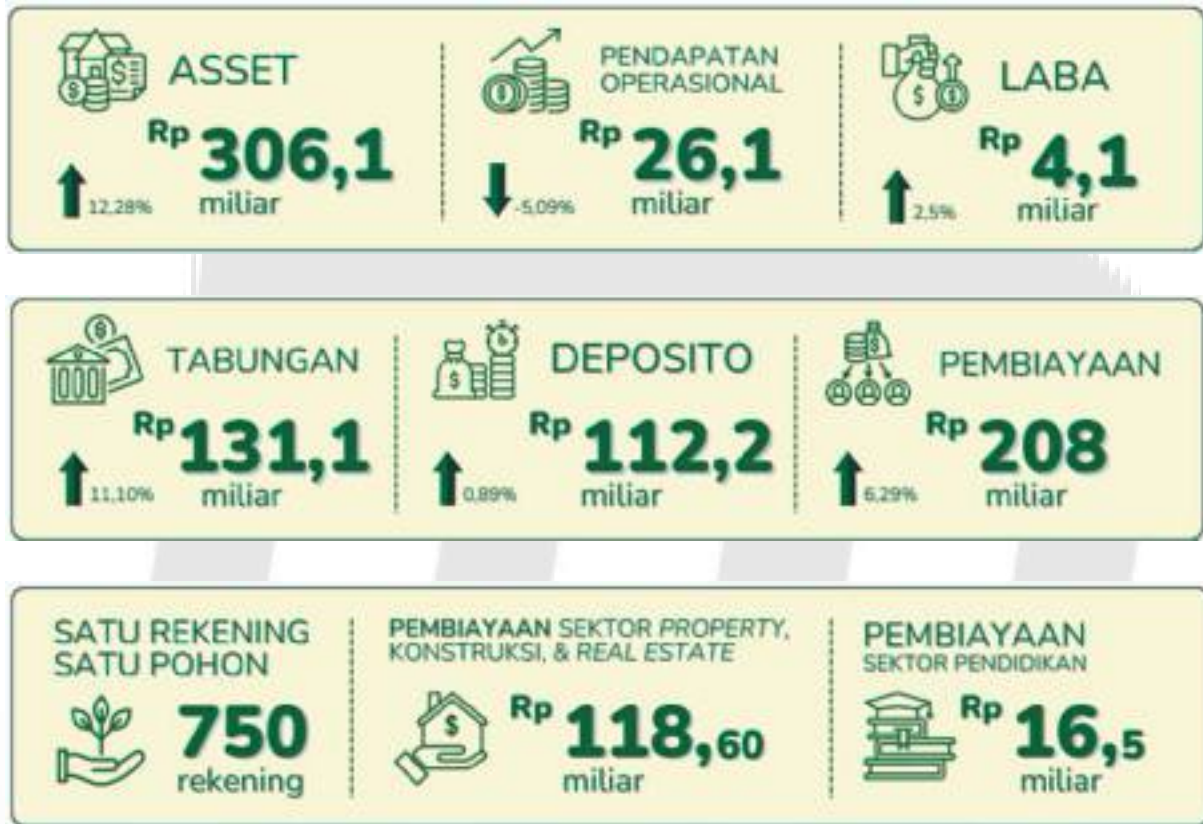 ASSET
Rp 306,1
12,28%
miliar
PENDAPATAN
OPERASIONAL
Rp 26,1
-5,09%
miliar
LABA
Rp 4,1
2,5%
miliar
TABUNGAN
Rp 131,1
11,10%
miliar
DEPOSITO
Rp 112,2
0,89%
miliar
PEMBIAYAAN
Rp 208
6,29%
miliar
SATU REKENING
SATU POHON
750
rekening
PEMBIAYAAN SEKTOR PROPERTY,
KONSTRUKSI, & REAL ESTATE
Rp 118,60
miliar
PEMBIAYAAN
SEKTOR PENDIDIKAN
Rp 16,5
miliar